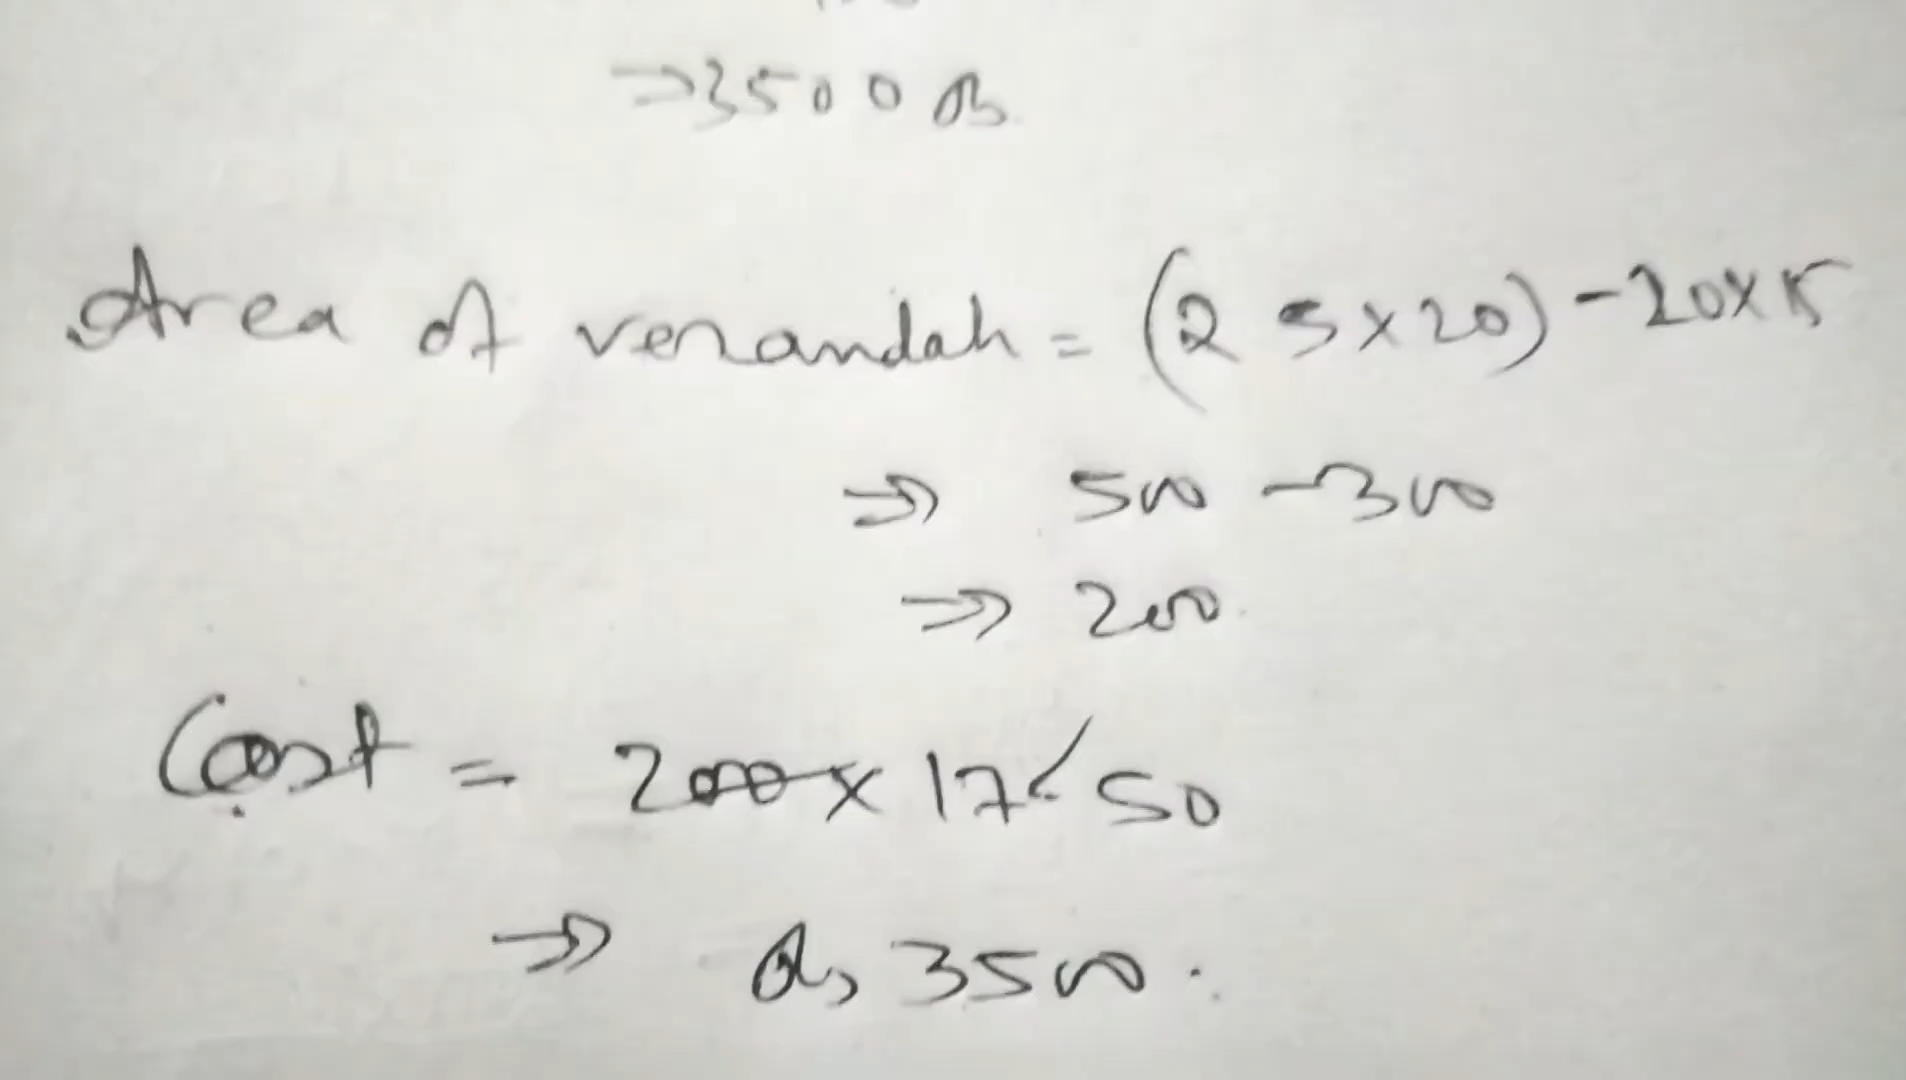 ⇒3500 Rs.
Area of verandah = (25×20) - 20×15
⇒ 500 - 300
⇒ 200
Cost = 200 × 17.50
⇒ Rs 3500.